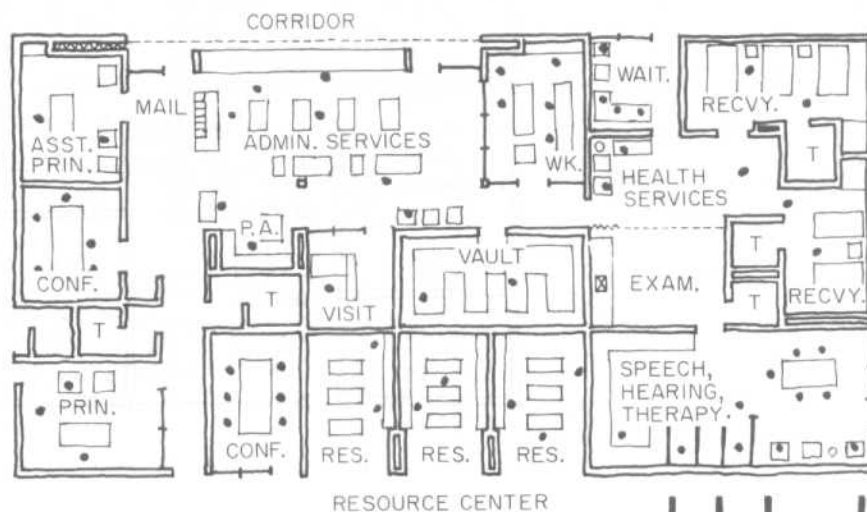 CORRIDOR
MAIL
WAIT.
RECVY.
ASST.
PRIN.
ADMIN. SERVICES
WK.
T
HEALTH
SERVICES
P.A.
CONF.
VAULT
T
T
VISIT
EXAM.
T
RECVY.
T
PRIN.
SPEECH,
HEARING,
THERAPY.
CONF.
RES.
RES.
RES.
RESOURCE CENTER